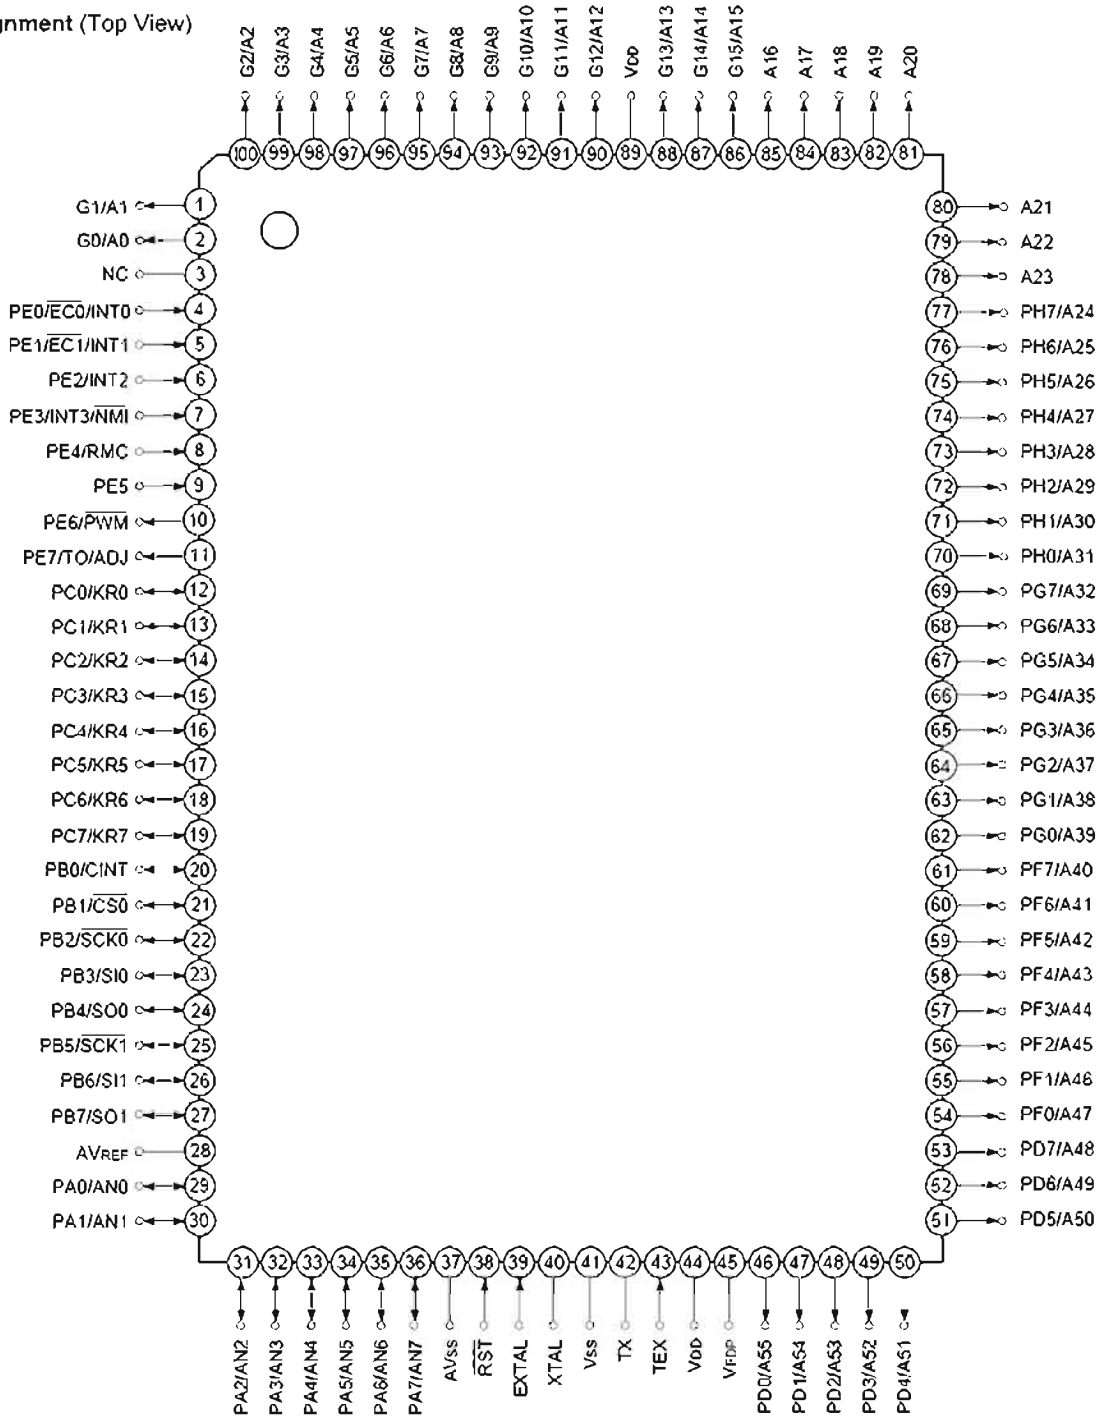 gnment (Top View)
G2/A2
G3/A3
G4/A4
G5/A5
G6/A6
G7/A7
G8/A8
G9/A9
G10/A10
G11/A11
G12/A12
VDD
G13/A13
G14/A14
G15/A15
A16
A17
A18
A19
A20
100 99 98 97 96 95 94 93 92 91 90 89 88 87 86 85 84 83 82 81
G1/A1 1
G0/A0 2
NC 3
PE0/E̅C̅0̅/INT0 4
PE1/E̅C̅1̅/INT1 5
PE2/INT2 6
PE3/INT3/N̅M̅I̅ 7
PE4/RMC 8
PE5 9
PE6/P̅W̅M̅ 10
PE7/TO/ADJ 11
PC0/KR0 12
PC1/KR1 13
PC2/KR2 14
PC3/KR3 15
PC4/KR4 16
PC5/KR5 17
PC6/KR6 18
PC7/KR7 19
PB0/CINT 20
PB1/C̅S̅0̅ 21
PB2/S̅C̅K̅0̅ 22
PB3/SI0 23
PB4/SO0 24
PB5/S̅C̅K̅1̅ 25
PB6/SI1 26
PB7/SO1 27
AVREF 28
PA0/AN0 29
PA1/AN1 30
80 A21
79 A22
78 A23
77 PH7/A24
76 PH6/A25
75 PH5/A26
74 PH4/A27
73 PH3/A28
72 PH2/A29
71 PH1/A30
70 PH0/A31
69 PG7/A32
68 PG6/A33
67 PG5/A34
66 PG4/A35
65 PG3/A36
64 PG2/A37
63 PG1/A38
62 PG0/A39
61 PF7/A40
60 PF6/A41
59 PF5/A42
58 PF4/A43
57 PF3/A44
56 PF2/A45
55 PF1/A46
54 PF0/A47
53 PD7/A48
52 PD6/A49
51 PD5/A50
31 32 33 34 35 36 37 38 39 40 41 42 43 44 45 46 47 48 49 50
PA2/AN2
PA3/AN3
PA4/AN4
PA5/AN5
PA6/AN6
PA7/AN7
AVSS
R̅S̅T̅
EXTAL
XTAL
VSS
TX
TEX
VDD
VFDP
PD0/A55
PD1/A54
PD2/A53
PD3/A52
PD4/A51